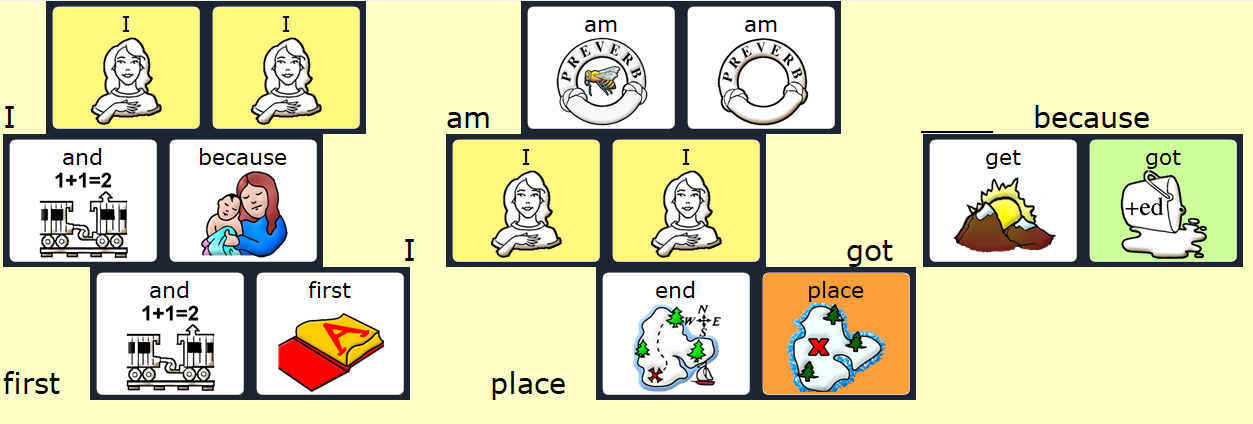 I I am am
PREVERB PREVERB
I am _____ because
and because I I get got
1+1=2
+ed
I got
and first end place
1+1=2 A N W E S
first place